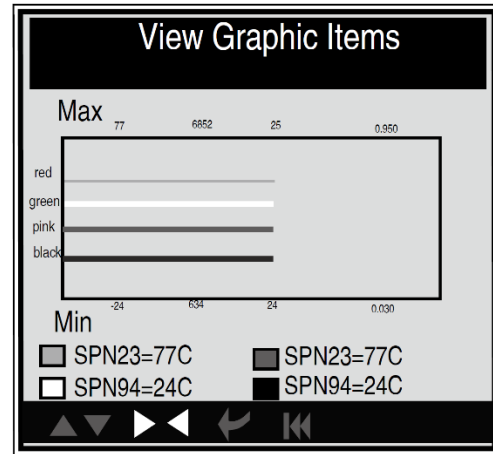 View Graphic Items
Max
77 6852 25 0.950
red
green
pink
black
-24 634 24 0.030
Min
SPN23=77C SPN23=77C
SPN94=24C SPN94=24C